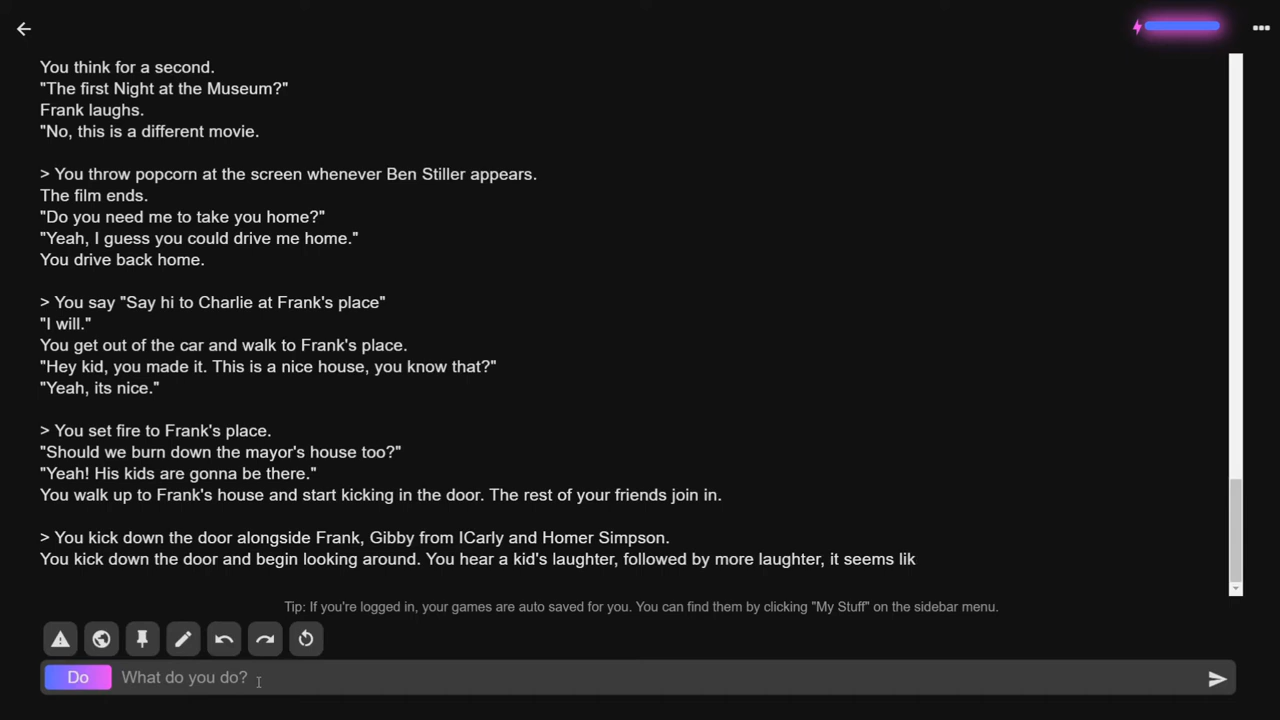 You think for a second.
"The first Night at the Museum?"
Frank laughs.
"No, this is a different movie.
> You throw popcorn at the screen whenever Ben Stiller appears.
The film ends.
"Do you need me to take you home?"
"Yeah, I guess you could drive me home."
You drive back home.
> You say "Say hi to Charlie at Frank's place"
"I will."
You get out of the car and walk to Frank's place.
"Hey kid, you made it. This is a nice house, you know that?"
"Yeah, its nice."
> You set fire to Frank's place.
"Should we burn down the mayor's house too?"
"Yeah! His kids are gonna be there."
You walk up to Frank's house and start kicking in the door. The rest of your friends join in.
> You kick down the door alongside Frank, Gibby from ICarly and Homer Simpson.
You kick down the door and begin looking around. You hear a kid's laughter, followed by more laughter, it seems lik
Tip: If you're logged in, your games are auto saved for you. You can find them by clicking "My Stuff" on the sidebar menu.
Do What do you do?